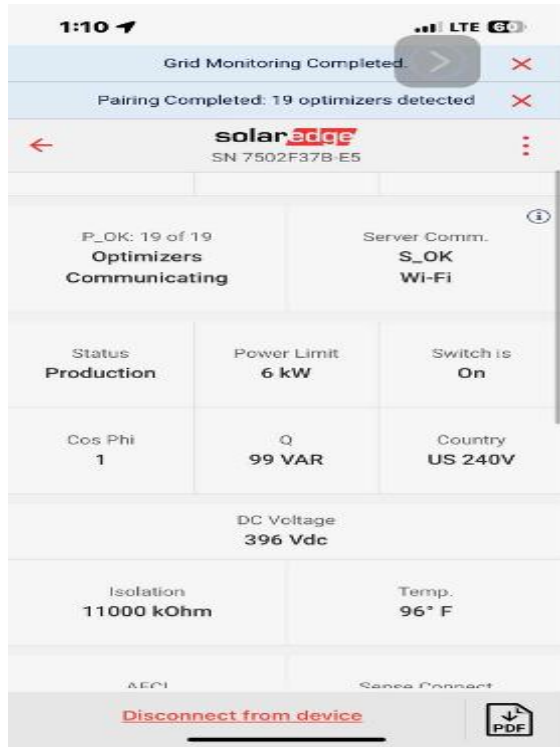 1:10
LTE 60
Grid Monitoring Completed.
Pairing Completed: 19 optimizers detected
solaredge
SN 7502F37B-E5
P_OK: 19 of 19
Optimizers
Communicating
Server Comm.
S_OK
Wi-Fi
Status
Production
Power Limit
6 kW
Switch is
On
Cos Phi
1
Q
99 VAR
Country
US 240V
DC Voltage
396 Vdc
Isolation
11000 kOhm
Temp.
96° F
AFCI
Sense Connect
Disconnect from device
PDF